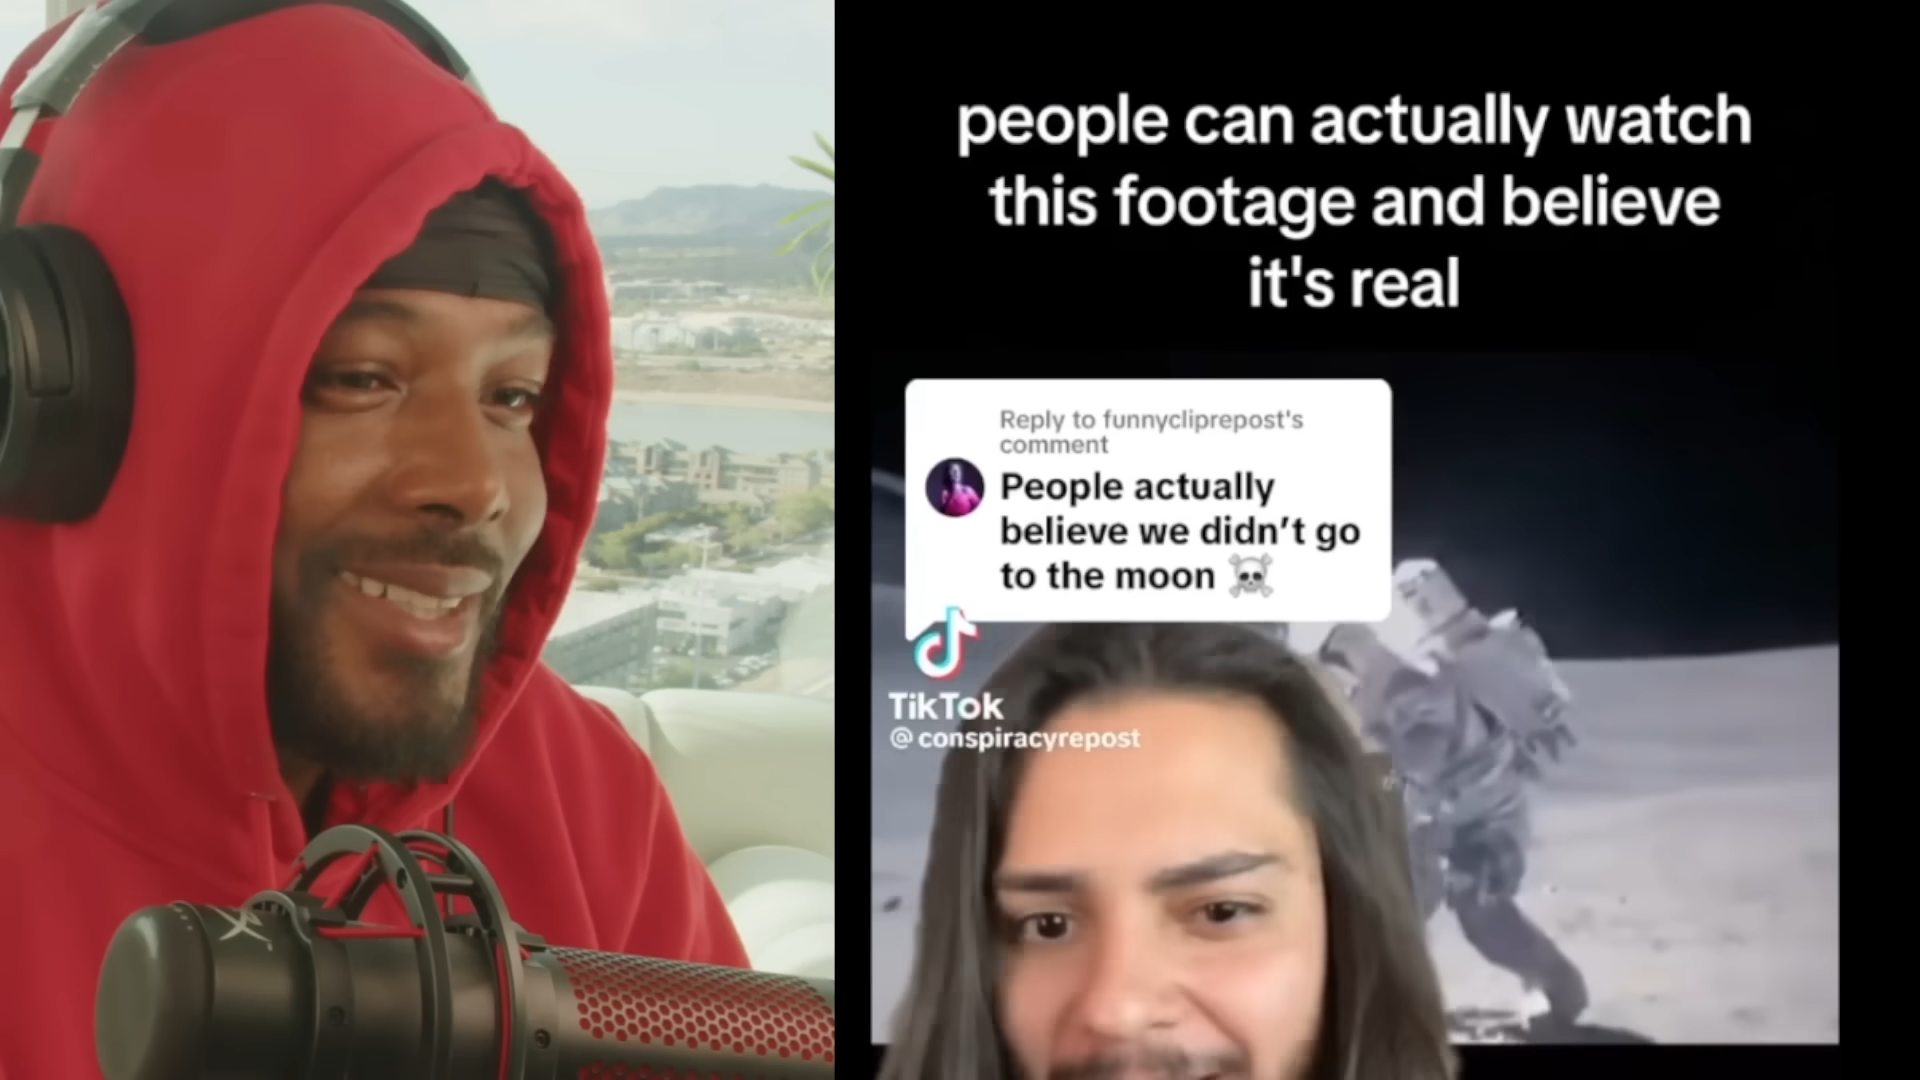 people can actually watch
this footage and believe
it's real
Reply to funnycliprepost's
comment
People actually
believe we didn't go
to the moon ☠️
TikTok
@conspiracyrepost